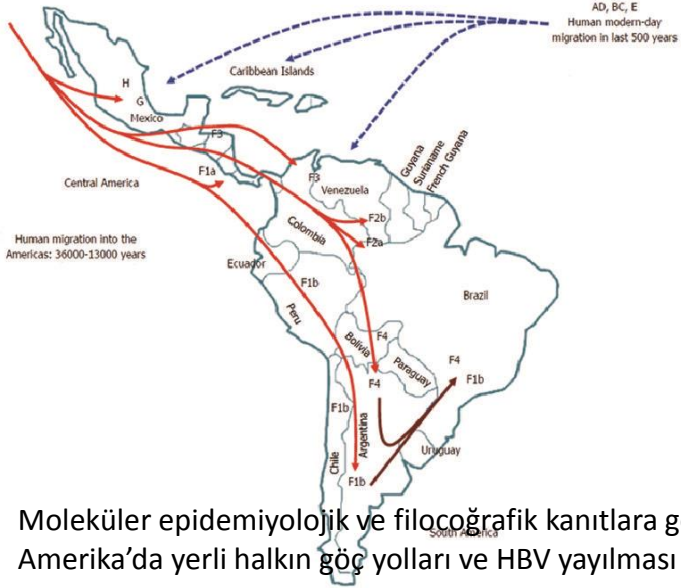 AD, BC, E
Human modern-day
migration in last 500 years
Caribbean Islands
H
G
Mexico
F3
F1a
Central America
F3
Venezuela
Guyana
Suriname
French Guyana
Colombia
F2b
F2a
Human migration into the
Americas: 36000-13000 years
Ecuador
F1b
Brazil
Peru
Bolivia
F4
Paraguay
F4
F4
F1b
F1b
Argentina
Chile
Uruguay
F1b
South America
Moleküler epidemiyolojik ve filocoğrafik kanıtlara g
Amerika’da yerli halkın göç yolları ve HBV yayılması